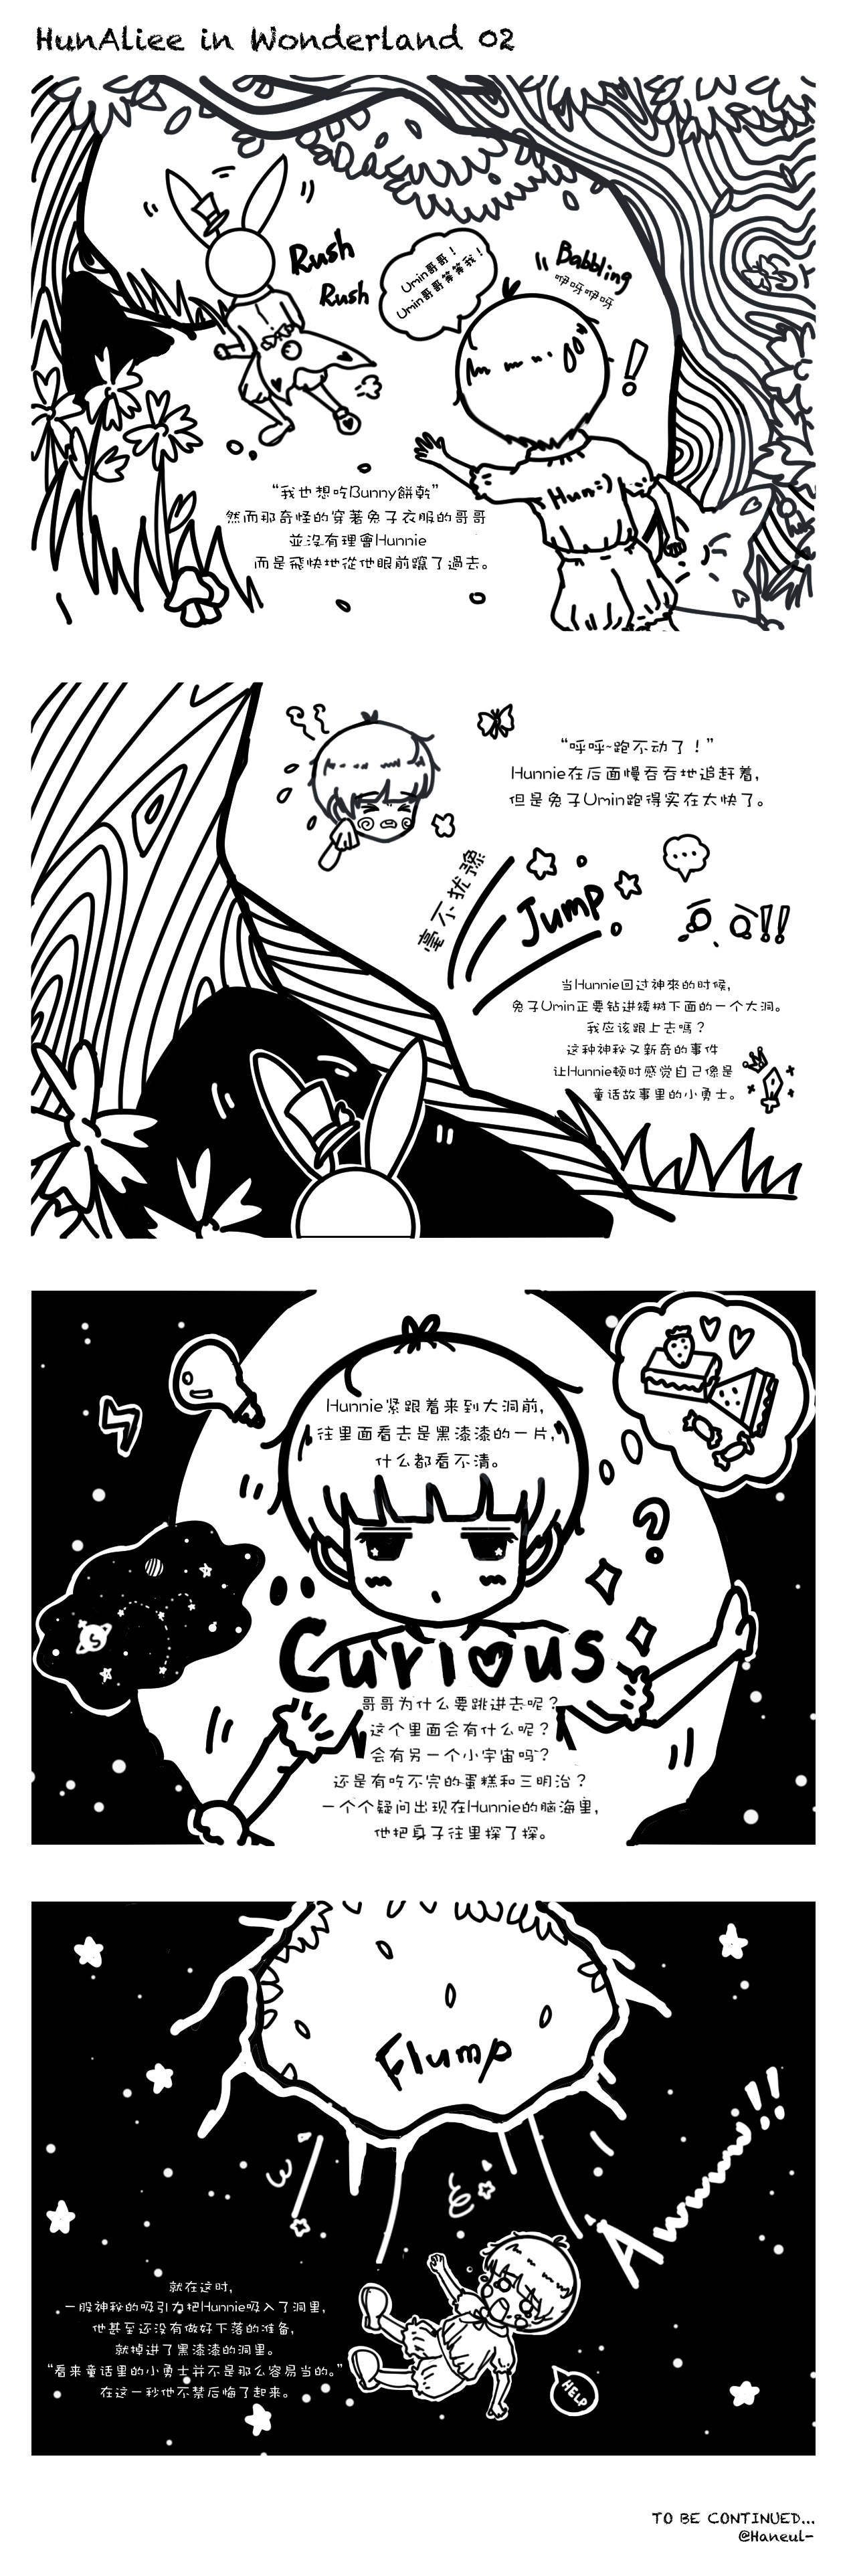 HunAlice in Wonderland 02
Rush
Rush
Umin哥哥！
Umin哥哥等等我！
Babbling
咿呀咿呀
Hun:)
“我也想吃Bunny餅乾”
然而那奇怪的穿著兔子衣服的哥哥
並沒有理會Hunnie
而是飛快地從他眼前竄了過去。
“呼呼~跑不动了！”
Hunnie在后面慢吞吞地追赶着，
但是兔子Umin跑得实在太快了。
毫不犹豫
Jump
...
!!
当Hunnie回过神來的时候，
兔子Umin正要钻进矮树下面的一个大洞。
我应该跟上去嗎？
这种神秘又新奇的事件
让Hunnie顿时感觉自己像是
童话故事里的小勇士。
Hunnie紧跟着来到大洞前，
往里面看去是黑漆漆的一片，
什么都看不清。
?
S
Curious
哥哥为什么要跳进去呢？
这个里面会有什么呢？
会有另一个小宇宙吗？
还是有吃不完的蛋糕和三明治？
一个个疑问出现在Hunnie的脑海里，
他把身子往里探了探。
Flump
Awwww!!
就在这时，
一股神秘的吸引力把Hunnie吸入了洞里，
他甚至还没有做好下落的准备，
就掉进了黑漆漆的洞里。
“看来童话里的小勇士并不是那么容易当的。”
在这一秒他不禁后悔了起来。
HELP
TO BE CONTINUED...
@Haneul-